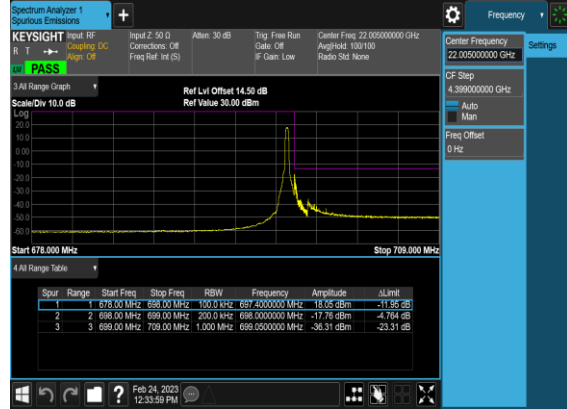 Spectrum Analyzer 1
Spurious Emissions
+
Frequency
KEYSIGHT
R T
PASS
Input: RF
Coupling: DC
Align: Off
Input Z: 50 Ω
Corrections: Off
Freq Ref: Int (S)
Atten: 30 dB
Trig: Free Run
Gate: Off
IF Gain: Low
Center Freq: 22.005000000 GHz
Avg|Hold: 100/100
Radio Std: None
Center Frequency
22.005000000 GHz
Settings
CF Step
4.399000000 GHz
Auto
Man
Freq Offset
0 Hz
3 All Range Graph
Ref Lvl Offset 14.50 dB
Scale/Div 10.0 dB
Ref Value 30.00 dBm
Log
20.0
10.0
0.00
-10.0
-20.0
-30.0
-40.0
-50.0
-60.0
Start 678.000 MHz
Stop 709.000 MHz
4 All Range Table
Spur Range Start Freq Stop Freq RBW Frequency Amplitude ΔLimit
1 1 678.00 MHz 698.00 MHz 100.0 kHz 697.4000000 MHz 18.05 dBm -11.95 dB
2 2 698.00 MHz 699.00 MHz 200.0 kHz 698.0000000 MHz -17.76 dBm -4.764 dB
3 3 699.00 MHz 709.00 MHz 1.000 MHz 699.0500000 MHz -36.31 dBm -23.31 dB
?
Feb 24, 2023
12:33:59 PM